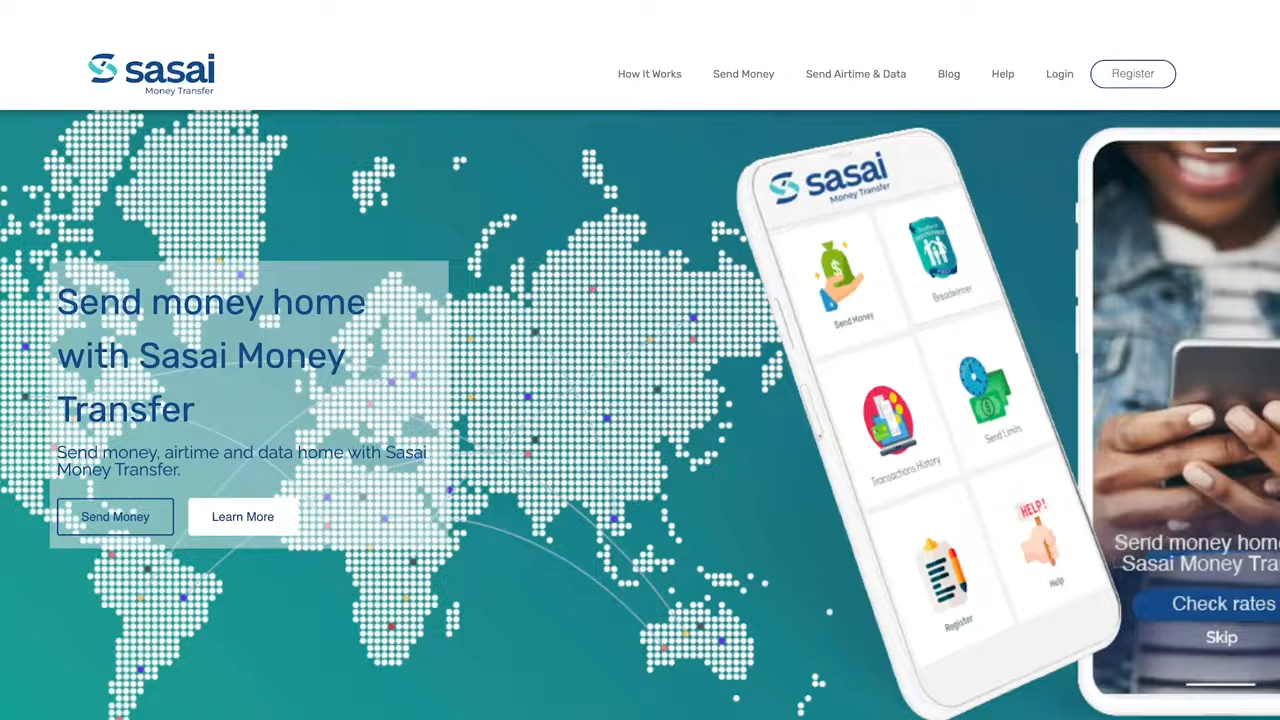 sasai
Money Transfer
How It Works
Send Money
Send Airtime & Data
Blog
Help
Login
Register
Send money home
with Sasai Money
Transfer
Send money, airtime and data home with Sasai
Money Transfer.
Send Money
Learn More
sasai
Money Transfer
Send Money
Breadwinner
Transactions History
Send Limits
HELP!
Register
Help
Send money hom
Sasai Money Tra
Check rates
Skip